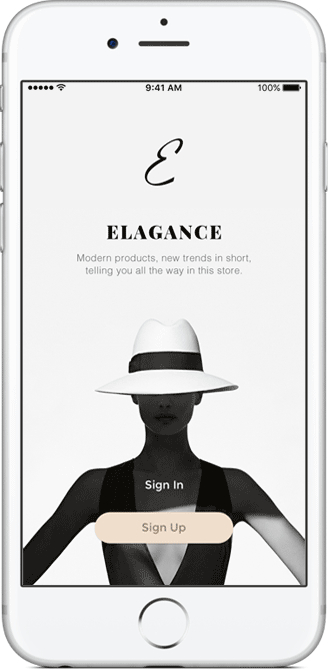 9:41 AM
100%
E
ELAGANCE
Modern products, new trends in short,
telling you all the way in this store.
Sign In
Sign Up